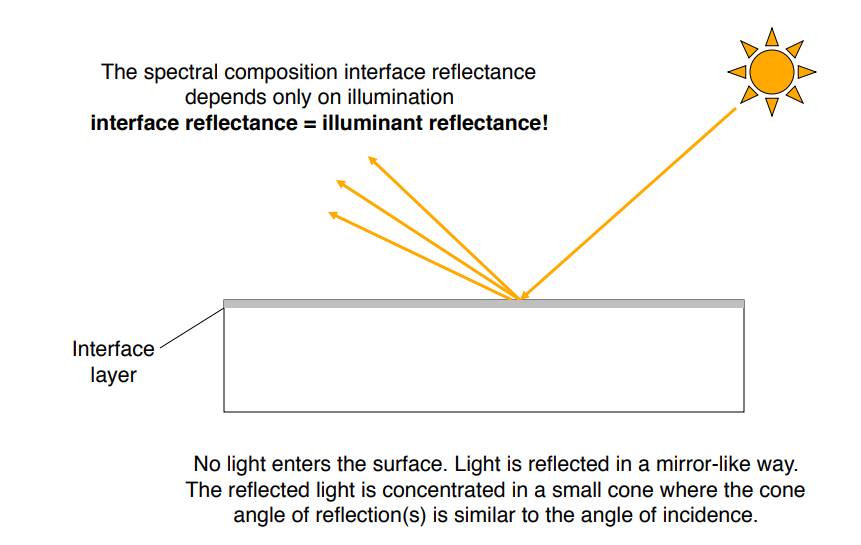 The spectral composition interface reflectance
depends only on illumination
interface reflectance = illuminant reflectance!
Interface
layer
No light enters the surface. Light is reflected in a mirror-like way.
The reflected light is concentrated in a small cone where the cone
angle of reflection(s) is similar to the angle of incidence.